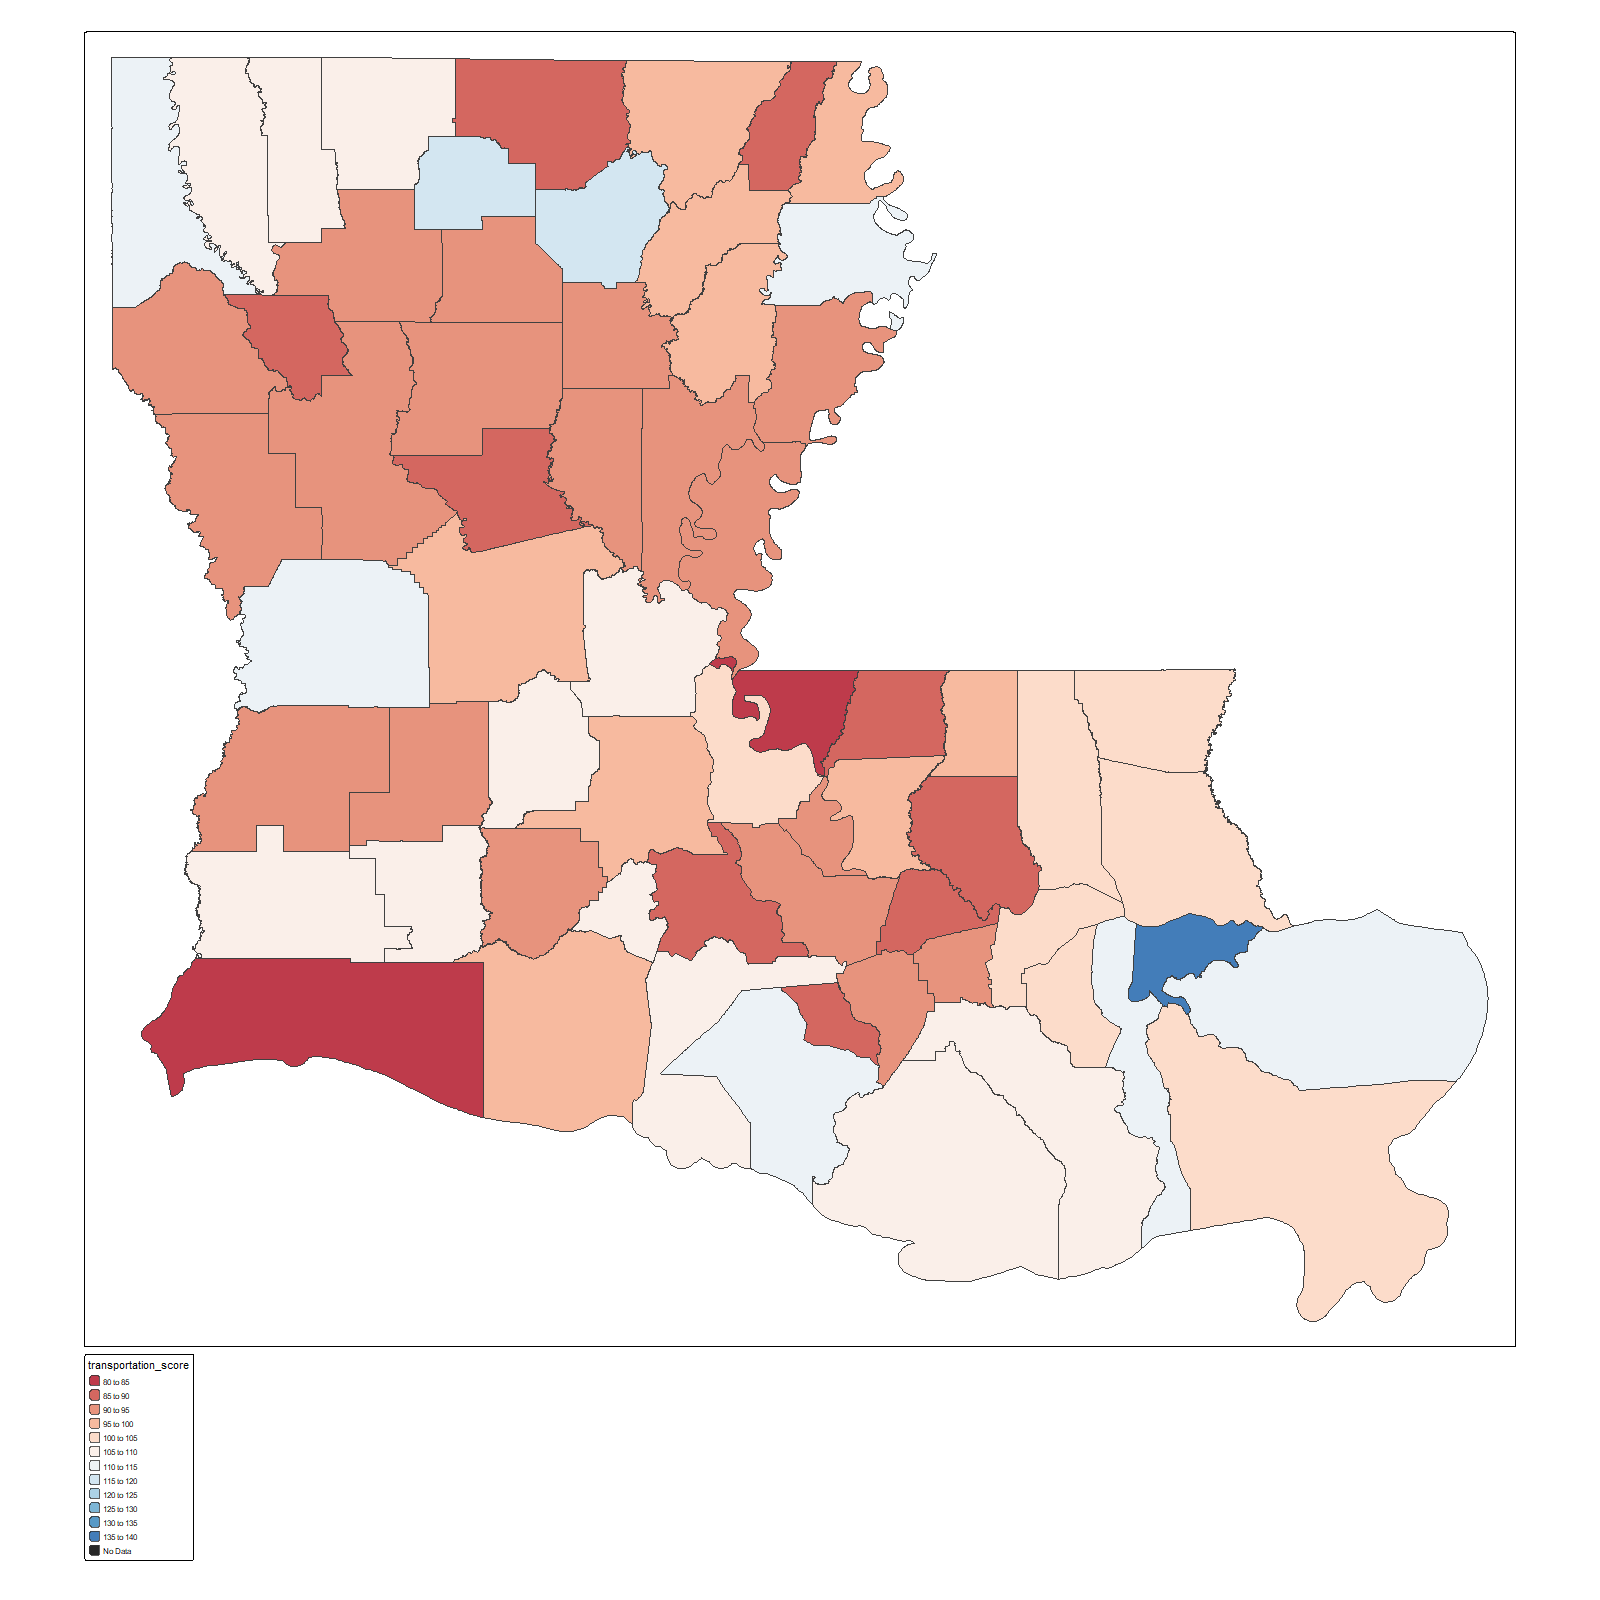 transportation_score
80 to 85
85 to 90
90 to 95
95 to 100
100 to 105
105 to 110
110 to 115
115 to 120
120 to 125
125 to 130
130 to 135
135 to 140
No Data